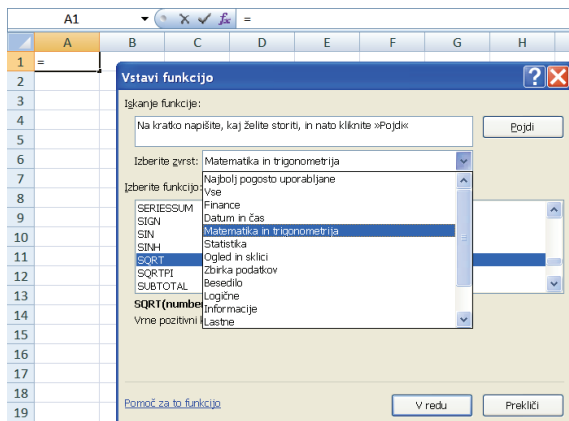 A1 fx =
A B C D E F G H
1 =
2 Vstavi funkcijo
3 Iskanje funkcije:
4 Na kratko napišite, kaj želite storiti, in nato kliknite »Pojdi« Pojdi
5
6 Izberite zvrst: Matematika in trigonometrija
7 Najbolj pogosto uporabljane
Izberite funkcijo: Vse
8 SERIESSUM Finance
9 SIGN Datum in čas
10 SIN Matematika in trigonometrija
SINH Statistika
11 SQRT Ogled in sklici
12 SQRTPI Zbirka podatkov
13 SUBTOTAL Besedilo
Logične
14 SQRT(number Informacije
15 Vrne pozitivni Lastne
16
17
18 Pomoč za to funkcijo V redu Prekliči
19